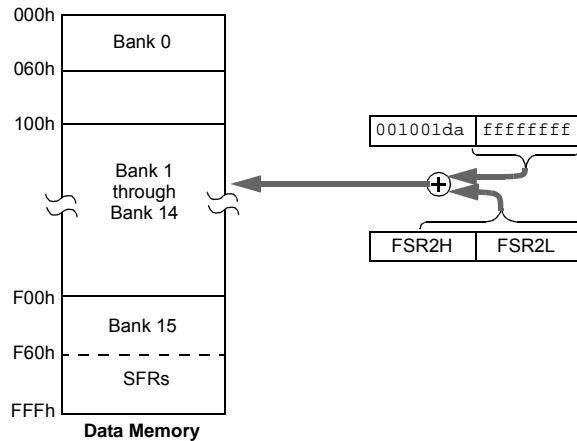 000h
Bank 0
060h
100h
001001da ffffffff
Bank 1
through
Bank 14
FSR2H FSR2L
F00h
Bank 15
F60h
SFRs
FFFh
Data Memory